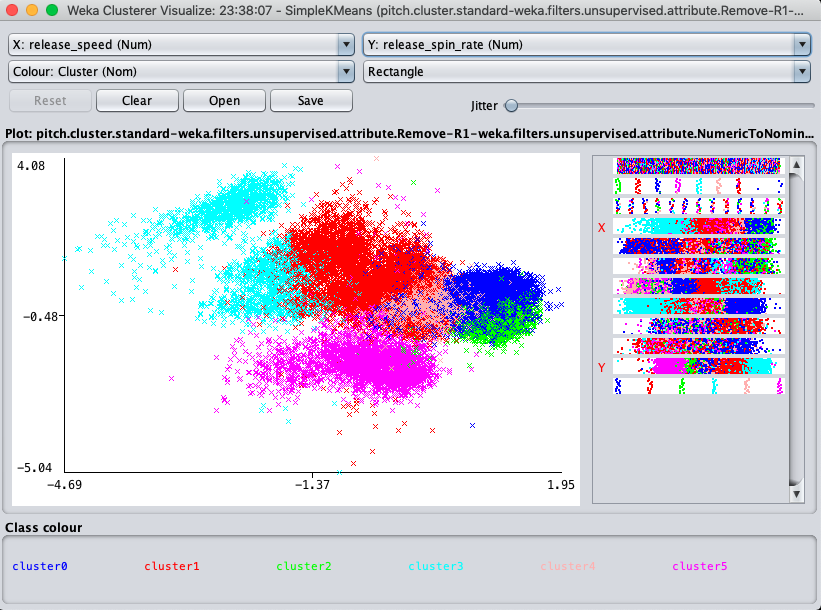 Weka Clusterer Visualize: 23:38:07 - SimpleKMeans (pitch.cluster.standard-weka.filters.unsupervised.attribute.Remove-R1-...
X: release_speed (Num) Y: release_spin_rate (Num)
Colour: Cluster (Nom) Rectangle
Reset Clear Open Save Jitter
Plot: pitch.cluster.standard-weka.filters.unsupervised.attribute.Remove-R1-weka.filters.unsupervised.attribute.NumericToNomin...
4.08
X
-0.48
Y
-5.04
-4.69 -1.37 1.95
Class colour
cluster0 cluster1 cluster2 cluster3 cluster4 cluster5